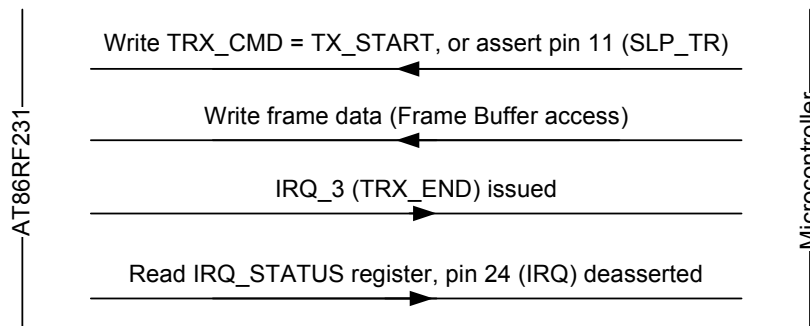 Write TRX_CMD = TX_START, or assert pin 11 (SLP_TR)
Write frame data (Frame Buffer access)
IRQ_3 (TRX_END) issued
Read IRQ_STATUS register, pin 24 (IRQ) deasserted
AT86RF231
Microcontroller